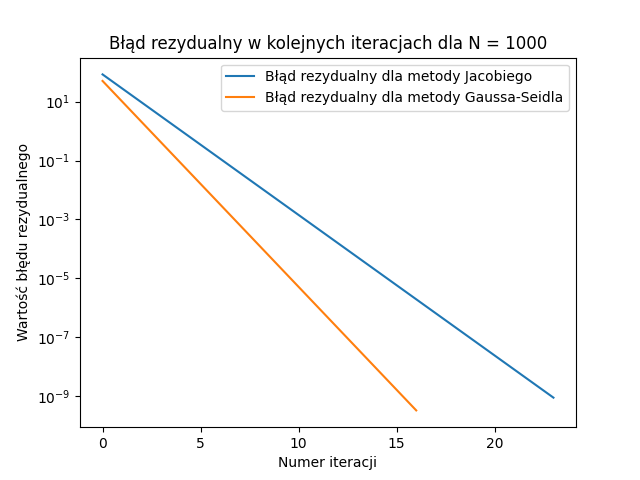 Błąd rezydualny w kolejnych iteracjach dla N = 1000
Błąd rezydualny dla metody Jacobiego
Błąd rezydualny dla metody Gaussa-Seidla
Wartość błędu rezydualnego
10¹
10⁻¹
10⁻³
10⁻⁵
10⁻⁷
10⁻⁹
0 5 10 15 20
Numer iteracji